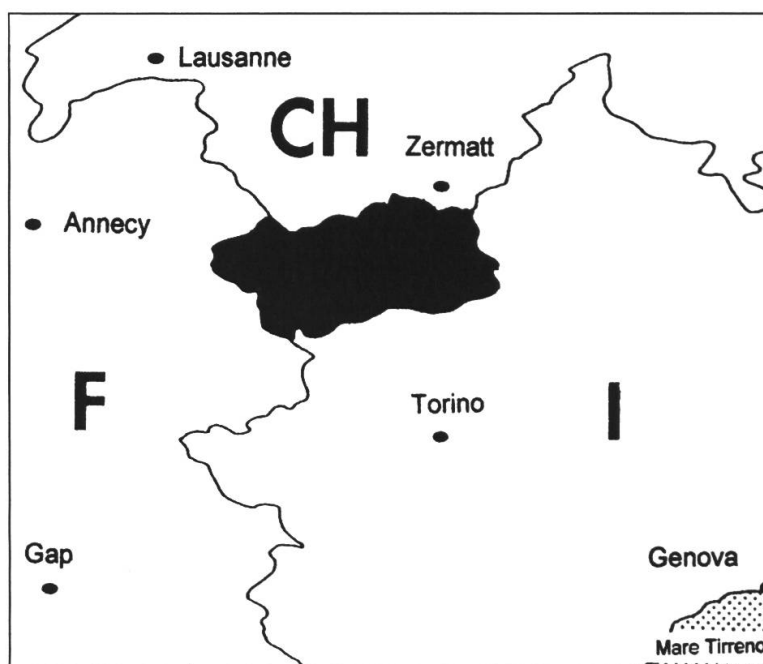 Lausanne
CH
Zermatt
Annecy
F
Torino
I
Gap
Genova
Mare Tirreno